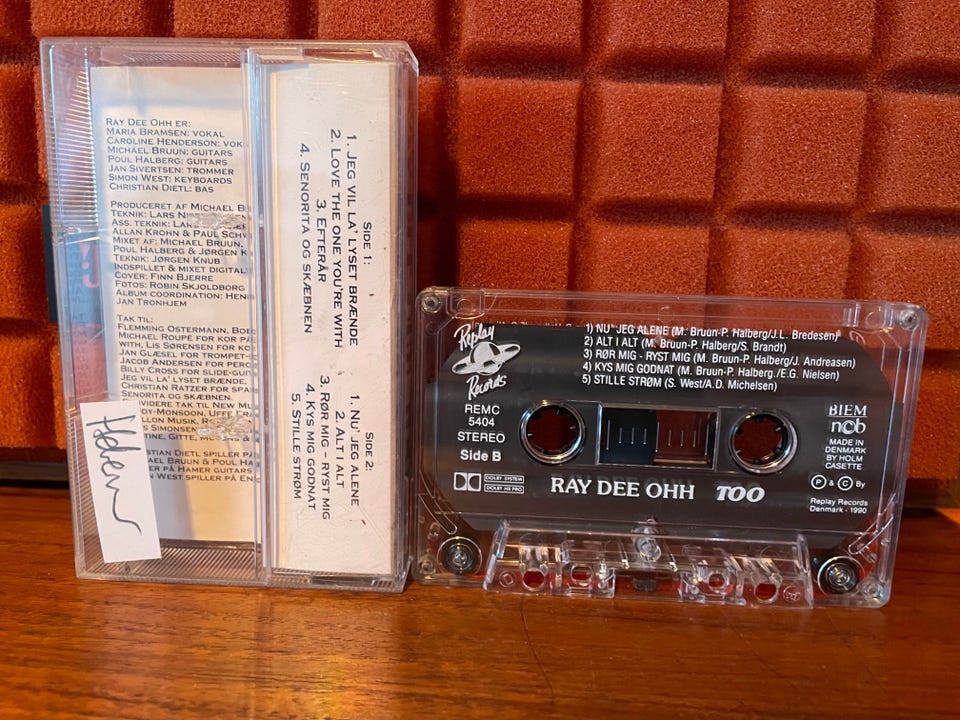 RAY DEE OHH ER:
MARIA BRAMSEN: VOKAL
CAROLINE HENDERSON: VOK
MICHAEL BRUUN: GUITARS
POUL HALBERG: GUITARS
JAN SIVERTSEN: TROMMER
SIMON WEST: KEYBOARDS
CHRISTIAN DIETL: BAS
PRODUCERET AF MICHAEL B
TEKNIK: LARS
ASS. TEKNIK:
ALLAN KROHN & PAUL
MIXET AF: MICHAEL BRUUN,
POUL HALBERG & JØRGEN K
TEKNIK: JØRGEN KNUB
INDSPILLET & MIXET DIGITAL
COVER: FINN BJERRE
FOTOS: ROBIN SKJOLDBORG
ALBUM COORDINATION: HENR
JAN TRONHJEM
TAK TIL:
FLEMMING OSTERMANN,
MICHAEL ROUPÉ FOR KOR PÅ
WITH, LIS SØRENSEN FOR KO
JAN GLÆSEL FOR TROMPET-
JACOB ANDERSEN FOR PERC
BILLY CROSS FOR SLIDE-GUIT
JEG VIL LA' LYSET BRÆNDE,
CHRISTIAN RATZER FOR SPA
SENORITA OG SKÆBNEN.
VIDERE TAK TIL NEW MU
DY-MOONSOON, UFFE
LLON MUSIK,
SIMONSEN
TINE, GITTE,
STIAN DIETL SPILLER PÅ
AEL BRUUN & POUL HA
LER PÅ HAMER GUITARS
N WEST SPILLER PÅ EN
SIDE 1:
1. JEG VIL LA' LYSET BRÆNDE
2. LOVE THE ONE YOU'RE WITH
3. EFTERÅR
4. SENORITA OG SKÆBNEN
SIDE 2:
1. NU' JEG ALENE
2. ALT I ALT
3. RØR MIG - RYST MIG
4. KYS MIG GODNAT
5. STILLE STRØM
Replay
Records
REMC
5404
STEREO
Side B
1) NU' JEG ALENE (M. Bruun-P. Halberg/J.L. Bredesen)
2) ALT I ALT (M. Bruun-P. Halberg/S. Brandt)
3) RØR MIG - RYST MIG (M. Bruun-P. Halberg/J. Andreasen)
4) KYS MIG GODNAT (M. Bruun-P. Halberg./E.G. Nielsen)
5) STILLE STRØM (S. West/A.D. Michelsen)
BIEM
ncb
MADE IN
DENMARK
BY HOLM
CASETTE
P & C By
Replay Records
Denmark - 1990
DOLBY SYSTEM
DOLBY HX PRO
RAY DEE OHH TOO